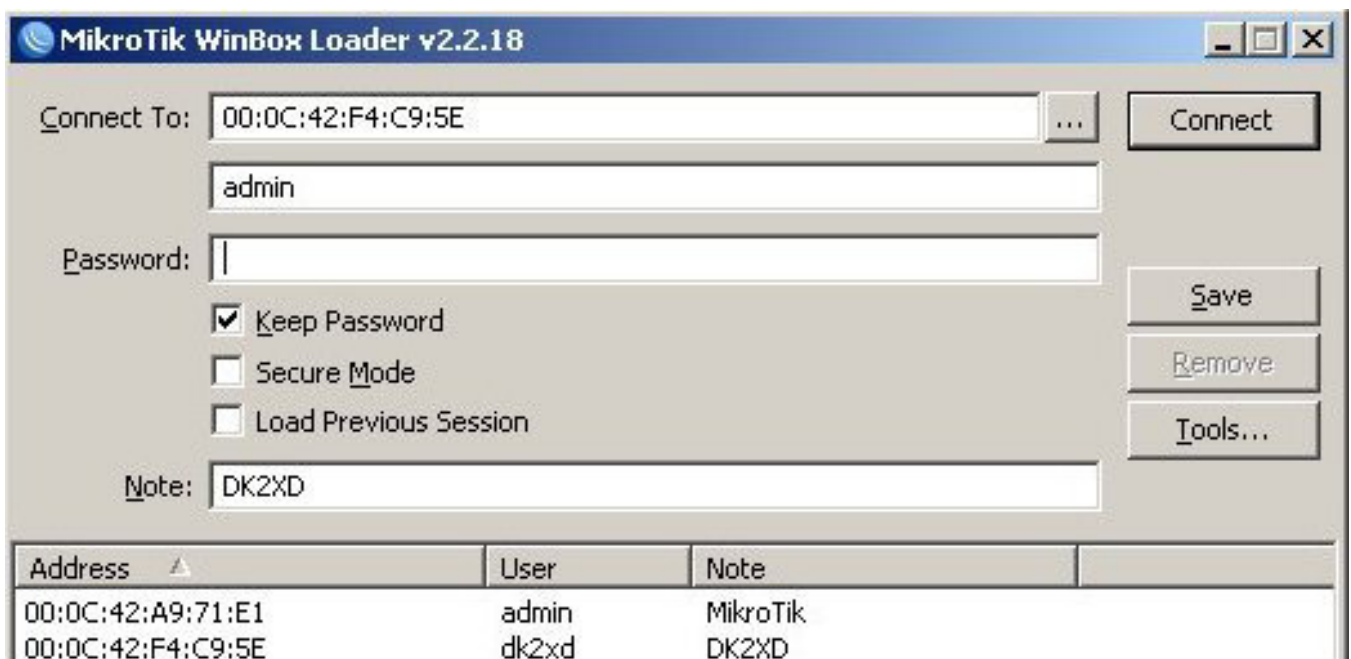 MikroTik WinBox Loader v2.2.18
Connect To: 00:0C:42:F4:C9:5E ... Connect
admin
Password:
Keep Password
Save
Secure Mode
Remove
Load Previous Session
Tools...
Note: DK2XD
Address User Note
00:0C:42:A9:71:E1 admin MikroTik
00:0C:42:F4:C9:5E dk2xd DK2XD